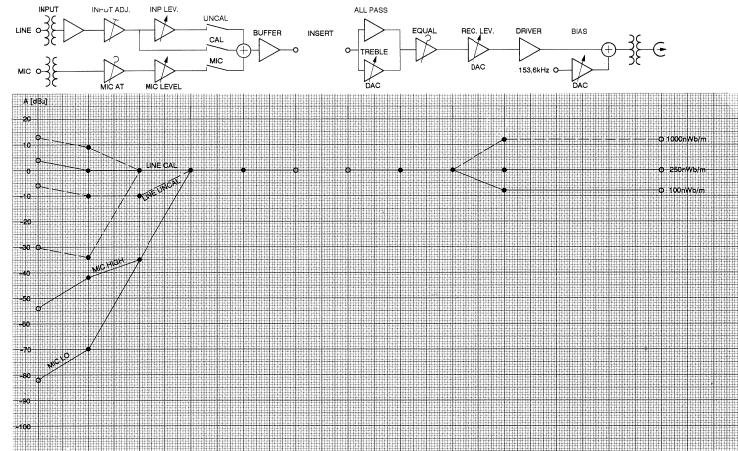 INPUT INPUT ADJ. INP LEV. UNCAL ALL PASS
LINE CAL BUFFER INSERT EQUAL REC. LEV. DRIVER BIAS
MIC MIC TREBLE DAC 153,6kHz
MIC AT MIC LEVEL DAC DAC
A [dBu]
20
10 1000nWb/m
0 LINE CAL 250nWb/m
-10 LINE UNCAL 100nWb/m
-20
-30
-40 MIC HIGH
-50
-60
-70 MIC LO
-80
-90
-100